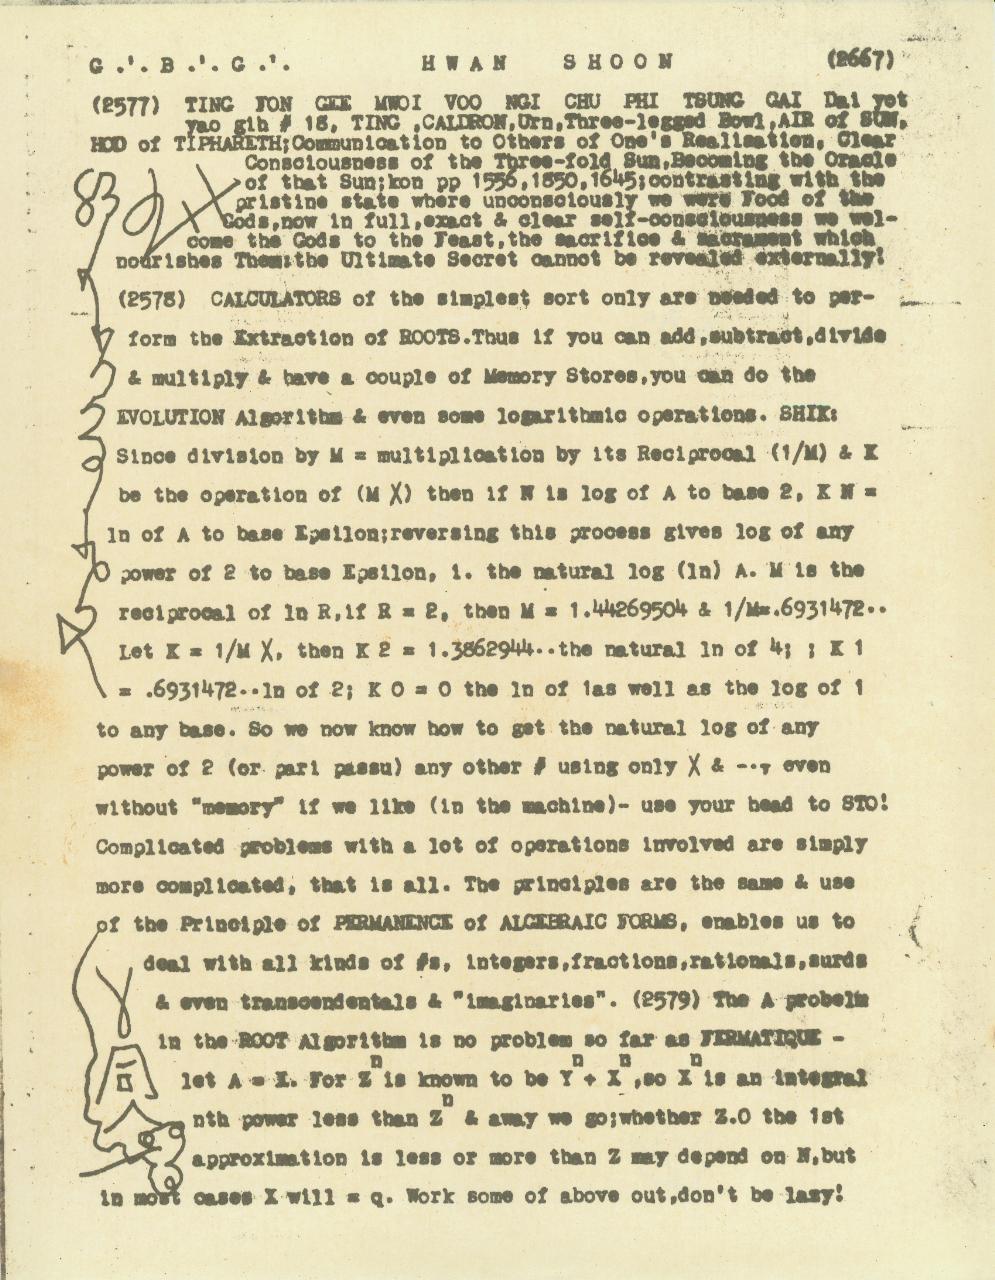 G.'. B.'. G.'. HWAN SHOON (2667)
(2577) TING FON GEE MWOI VOO NGI CHU PHI TSUNG GAI Dai yet
yao gih # 18, TING ,CALDRON,Urn,Three-legged Bowl,AIR of SUN,
HOD of TIPHARETH;Communication to Others of One's Realisation, Clear
Consciousness of the Three-fold Sun,Becoming the Oracle
of that Sun;kon pp 1556,1850,1645;contrasting with the
pristine state where unconsciously we were Food of the
Gods,now in full,exact & clear self-consciousness we wel-
come the Gods to the Feast,the sacrifice & sacrament which
nourishes Them:the Ultimate Secret cannot be revealed externally!
(2578) CALCULATORS of the simplest sort only are needed to per-
form the Extraction of ROOTS.Thus if you can add,subtract,divide
& multiply & have a couple of Memory Stores,you can do the
EVOLUTION Algorithm & even some logarithmic operations. SHIK:
Since division by M = multiplication by its Reciprocal (1/M) & K
be the operation of (M X) then if N is log of A to base 2, K N =
ln of A to base Epsilon;reversing this process gives log of any
power of 2 to base Epsilon, i. the natural log (ln) A. M is the
reciprocal of ln R,if R = 2, then M = 1.44269504 & 1/M=.6931472..
Let K = 1/M X, then K 2 = 1.3862944..the natural ln of 4; ; K 1
= .6931472..ln of 2; K 0 = 0 the ln of 1as well as the log of 1
to any base. So we now know how to get the natural log of any
power of 2 (or pari passu) any other # using only X & -.., even
without "memory" if we like (in the machine)- use your head to STO!
Complicated problems with a lot of operations involved are simply
more complicated, that is all. The principles are the same & use
of the Principle of PERMANENCE of ALGEBRAIC FORMS, enables us to
deal with all kinds of #s, integers,fractions,rationals,surds
& even transcendentals & "imaginaries". (2579) The A probelm
in the ROOT Algorithm is no problem so far as FERMATIQUE -
let A = X. For Zⁿ is known to be Yⁿ + Xⁿ ,so Xⁿ is an integral
nth power less than Zⁿ & away we go;whether Z.0 the 1st
approximation is less or more than Z may depend on N,but
in most cases X will = q. Work some of above out,don't be lazy!